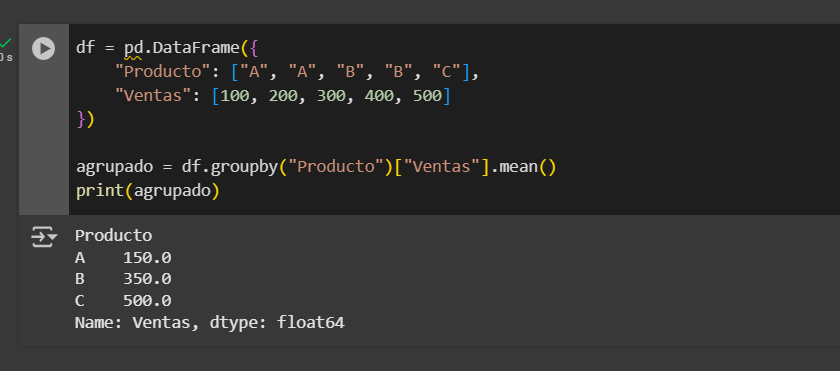 df = pd.DataFrame({
    "Producto": ["A", "A", "B", "B", "C"],
    "Ventas": [100, 200, 300, 400, 500]
})

agrupado = df.groupby("Producto")["Ventas"].mean()
print(agrupado)
0 s
Producto
A    150.0
B    350.0
C    500.0
Name: Ventas, dtype: float64